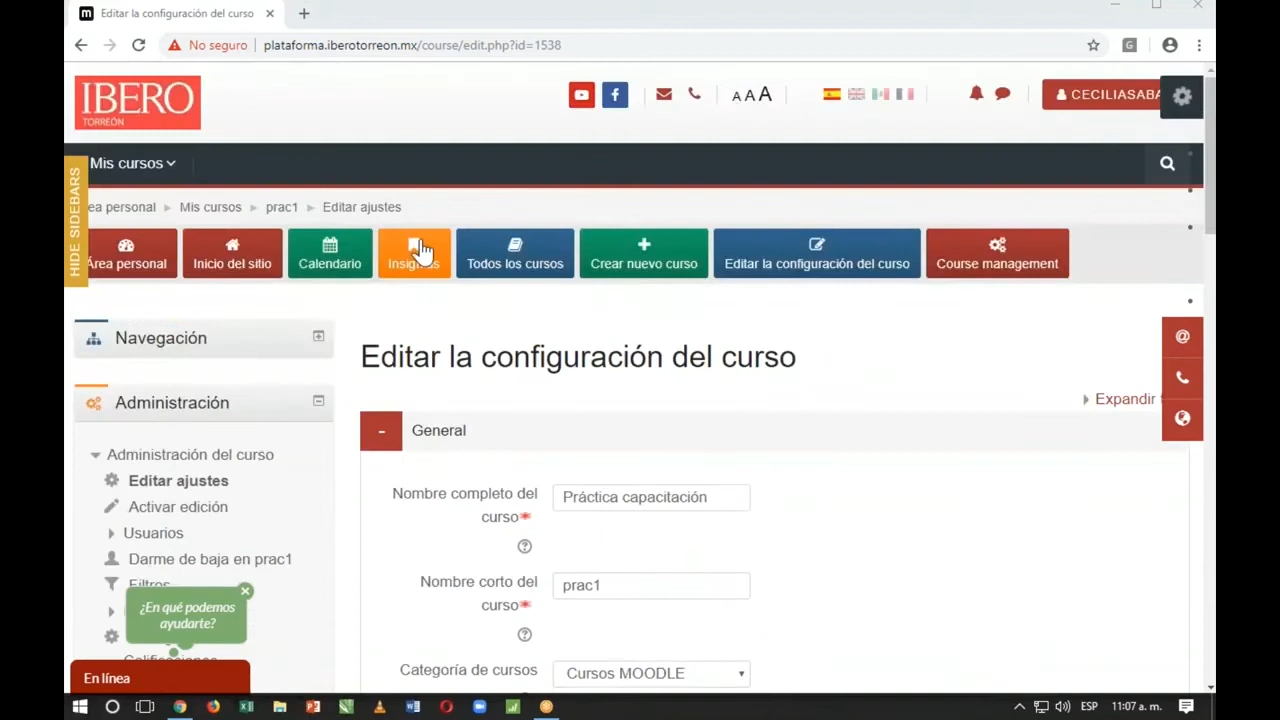 Editar la configuración del curso
No seguro
plataforma.iberotorreon.mx/course/edit.php?id=1538
IBERO
TORREÓN
A A A
CECILIASABA
Mis cursos
HIDE SIDEBARS
ea personal Mis cursos prac1 Editar ajustes
Área personal Inicio del sitio Calendario Todos los cursos Crear nuevo curso Editar la configuración del curso Course management
Navegación
Editar la configuración del curso
Administración
Expandir
- General
Administración del curso
Editar ajustes
Activar edición
Usuarios
Darme de baja en prac1
Filtros
Nombre completo del
curso*
Práctica capacitación
Nombre corto del
curso*
prac1
Categoría de cursos
Cursos MOODLE
¿En qué podemos
ayudarte?
Calificaciones
En línea
ESP 11:07 a. m.